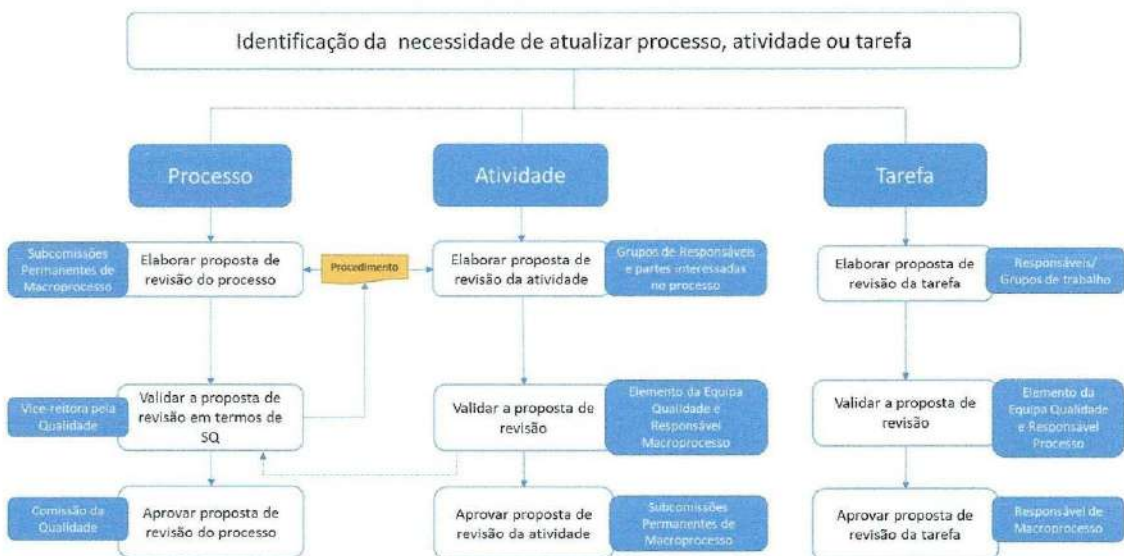 Identificação da necessidade de atualizar processo, atividade ou tarefa
Processo
Atividade
Tarefa
Subcomissões
Permanentes de
Macroprocesso
Elaborar proposta de
revisão do processo
Procedimento
Elaborar proposta de
revisão da atividade
Grupos de Responsáveis
e partes interessadas
no processo
Elaborar proposta de
revisão da tarefa
Responsáveis/
Grupos de trabalho
Vice-reitora pela
Qualidade
Validar a proposta de
revisão em termos de
SQ
Validar a proposta de
revisão
Elemento da Equipa
Qualidade e
Responsável
Macroprocesso
Validar a proposta de
revisão
Elemento da
Equipa Qualidade
e Responsável
Processo
Comissão da
Qualidade
Aprovar proposta de
revisão do processo
Aprovar proposta de
revisão da atividade
Subcomissões
Permanentes de
Macroprocesso
Aprovar proposta de
revisão da tarefa
Responsável de
Macroprocesso